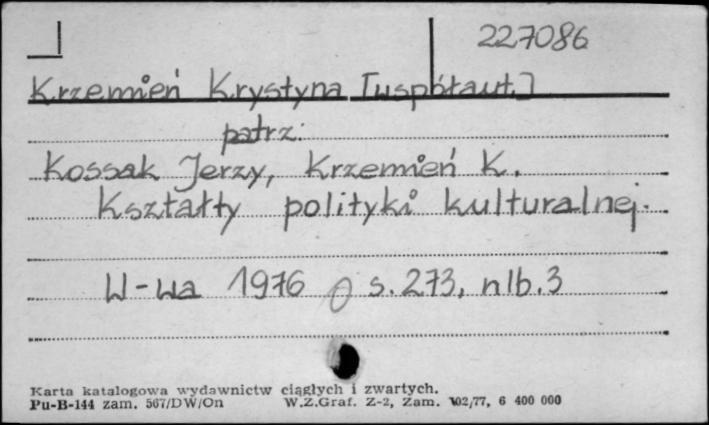 227086
Krzemień Krystyna [współaut.]
patrz:
Kossak Jerzy, Krzemień K.
Kształty polityki kulturalnej.
W-wa 1976 s. 273, nlb. 3
Karta katalogowa wydawnictw ciągłych i zwartych.
Pu-B-144 zam. 567/DW/On W.Z.Graf. Z-2, Zam. 102/77, 6 400 000